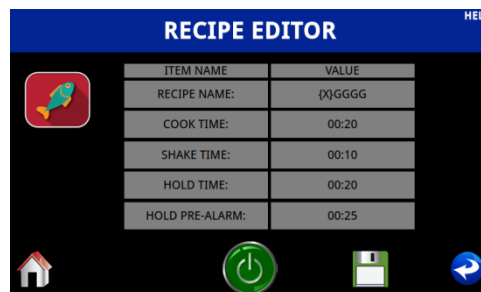 RECIPE EDITOR
ITEM NAME VALUE
RECIPE NAME: {X}GGGG
COOK TIME: 00:20
SHAKE TIME: 00:10
HOLD TIME: 00:20
HOLD PRE-ALARM: 00:25